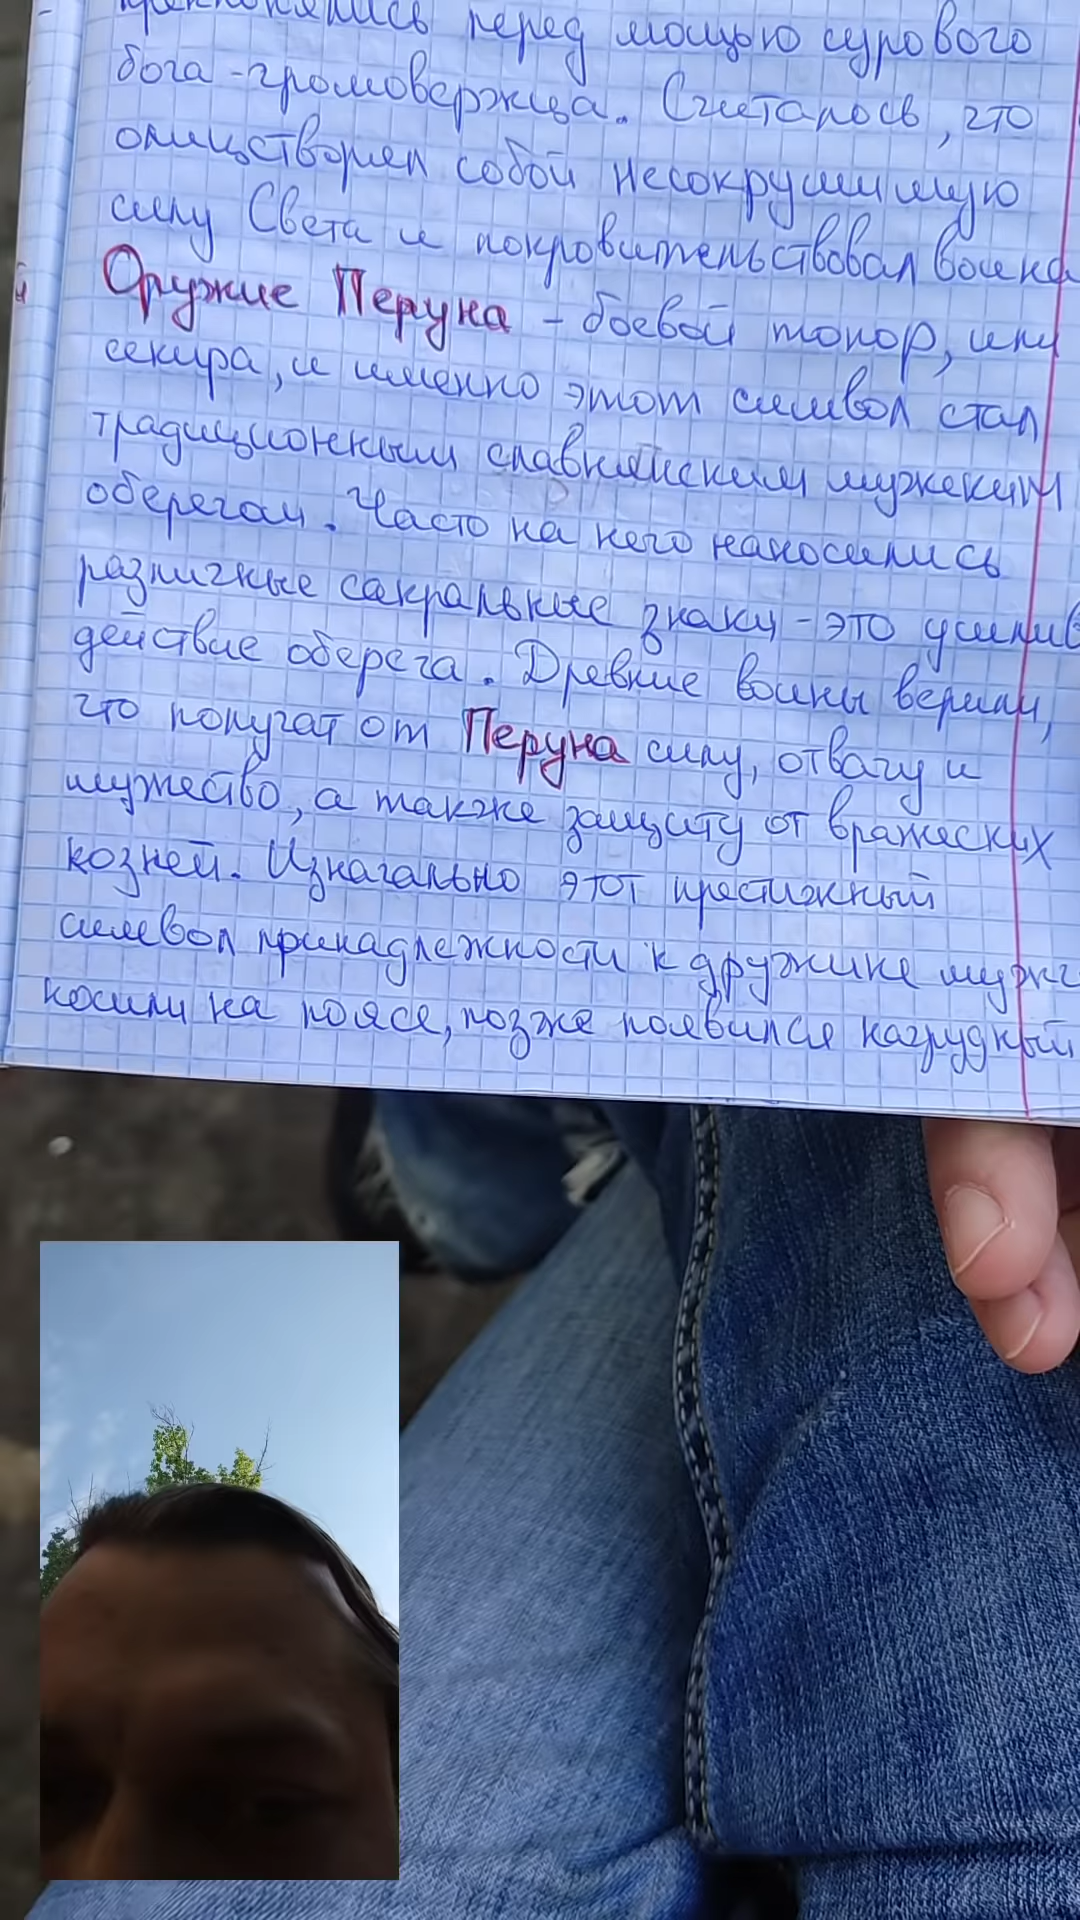 преклонялись перед мощью сурового
бога-громовержца. Считалось, что
олицстворял собой несокрушимую
силу Света и покровительствовал воина
Оружие Перуна - боевой топор, или
секира, и именно этот символ стал
традиционным славянским мужским
оберегом. Часто на него наносились
различные сакральные знаки - это усилив
действие оберега. Древние воины верили,
что получат от Перуна силу, отвагу и
мужество, а также защиту от вражеских
козней. Изначально этот престижный
символ принадлежности к дружине мужч
носили на поясе, позже появился нагрудный